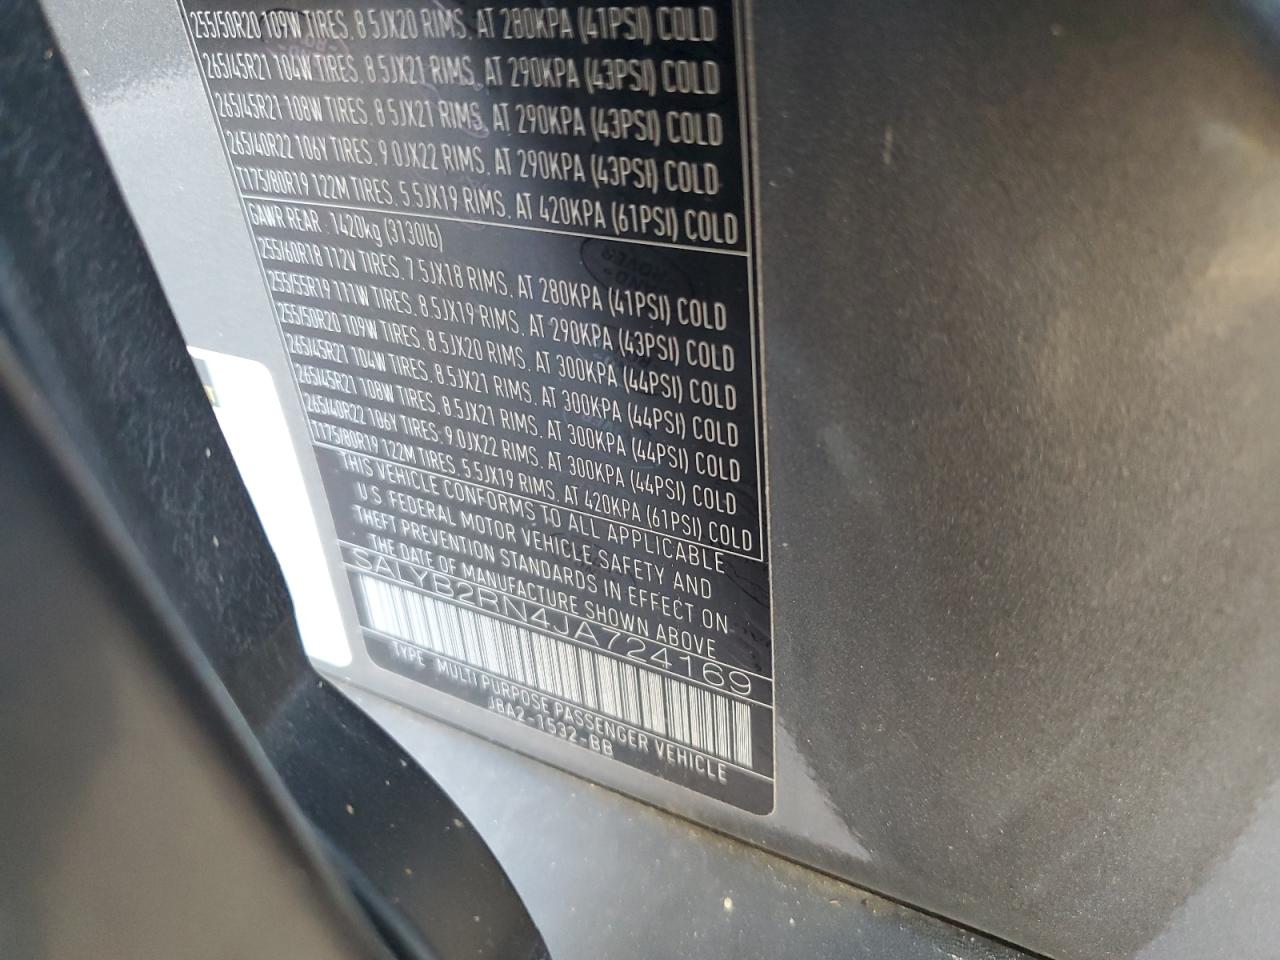 255/50R20 109W TIRES, 8.5JX20 RIMS, AT 280KPA (41PSI) COLD
265/45R21 104W TIRES, 8.5JX21 RIMS, AT 290KPA (43PSI) COLD
265/45R21 108W TIRES, 8.5JX21 RIMS, AT 290KPA (43PSI) COLD
265/40R22 106Y TIRES, 9.0JX22 RIMS, AT 290KPA (43PSI) COLD
T175/80R19 122M TIRES, 5.5JX19 RIMS, AT 420KPA (61PSI) COLD
GAWR REAR : 1420kg (3130lb)
255/60R18 112V TIRES, 7.5JX18 RIMS, AT 280KPA (41PSI) COLD
255/55R19 111W TIRES, 8.5JX19 RIMS, AT 290KPA (43PSI) COLD
255/50R20 109W TIRES, 8.5JX20 RIMS, AT 300KPA (44PSI) COLD
265/45R21 104W TIRES, 8.5JX21 RIMS, AT 300KPA (44PSI) COLD
265/45R21 108W TIRES, 8.5JX21 RIMS, AT 300KPA (44PSI) COLD
265/40R22 106Y TIRES, 9.0JX22 RIMS, AT 300KPA (44PSI) COLD
T175/80R19 122M TIRES, 5.5JX19 RIMS, AT 420KPA (61PSI) COLD
THIS VEHICLE CONFORMS TO ALL APPLICABLE
U.S. FEDERAL MOTOR VEHICLE SAFETY AND
THEFT PREVENTION STANDARDS IN EFFECT ON
THE DATE OF MANUFACTURE SHOWN ABOVE
SALYB2RN4JA724169
TYPE : MULTI PURPOSE PASSENGER VEHICLE
J8A2-1532-BB